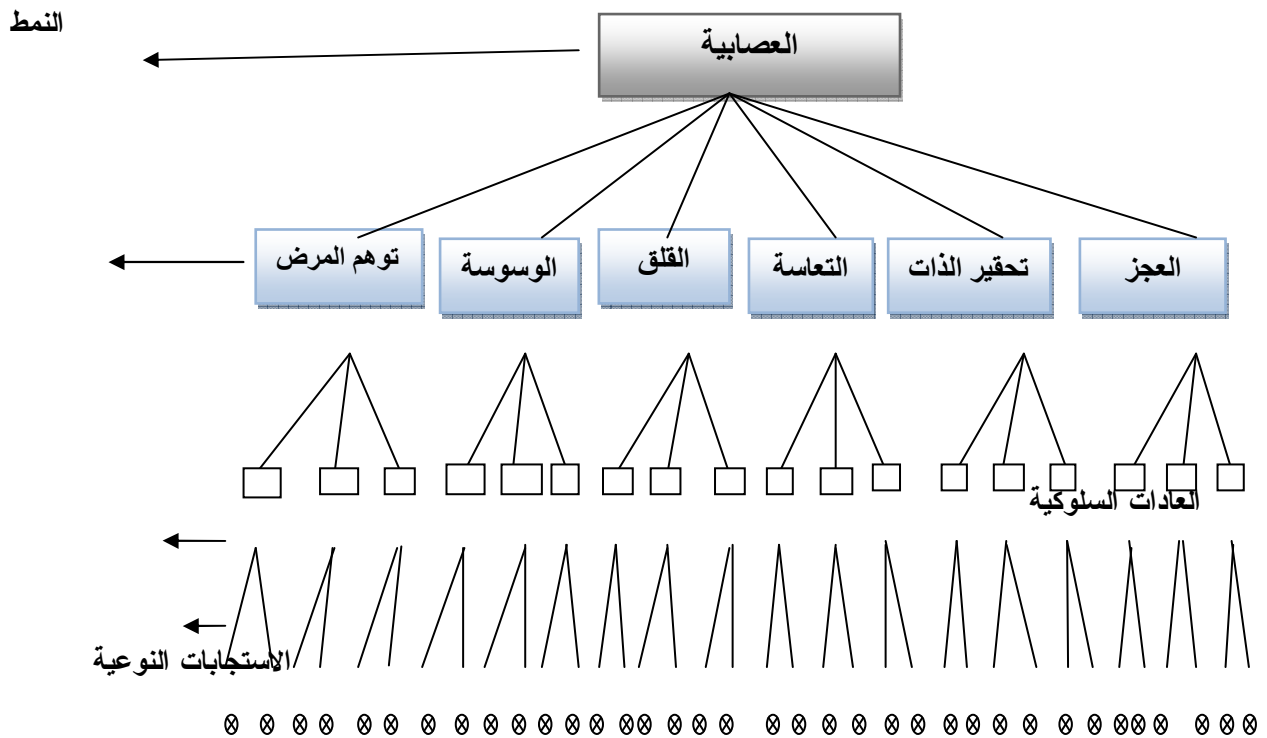 النمط
العصابية
العجز
تحقير الذات
التعاسة
القلق
الوسوسة
توهم المرض
العادات السلوكية
الاستجابات النوعية